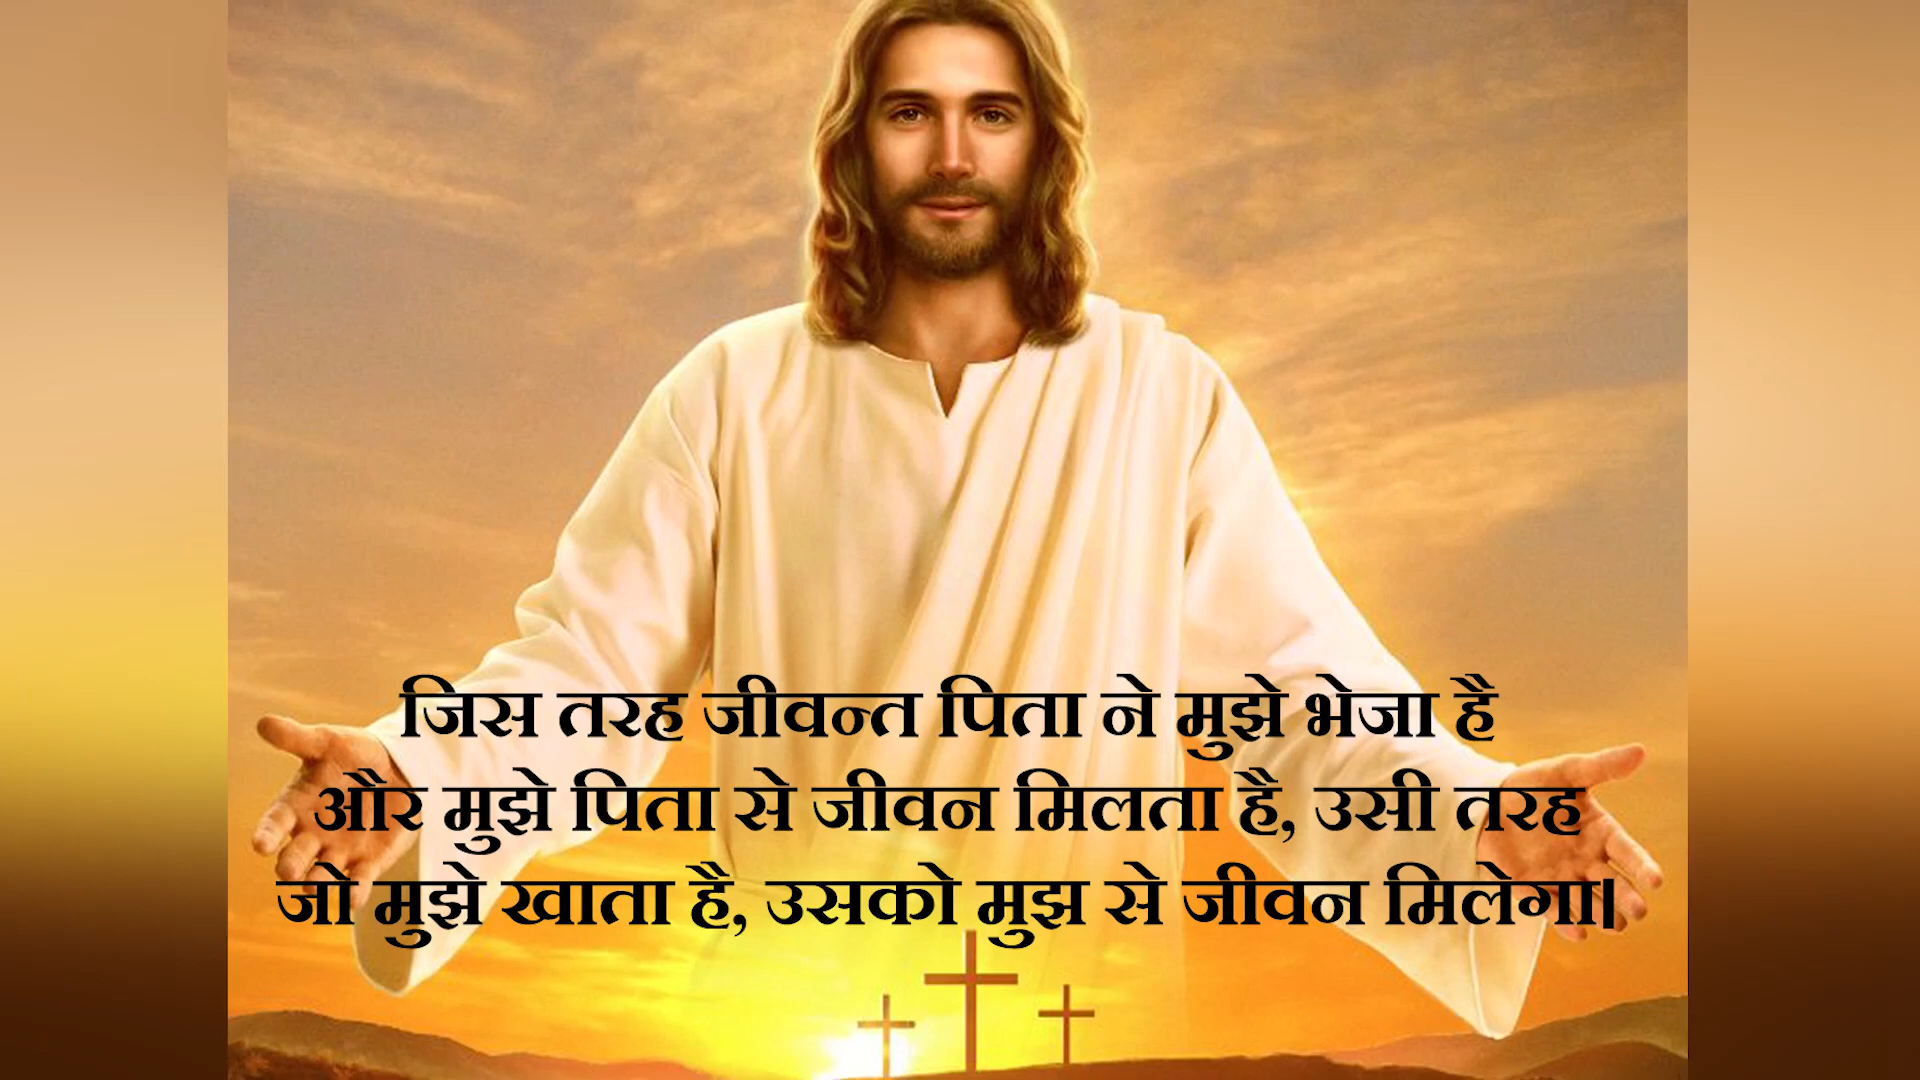 जिस तरह जीवन्त पिता ने मुझे भेजा है
और मुझे पिता से जीवन मिलता है, उसी तरह
जो मुझे खाता है, उसको मुझ से जीवन मिलेगा।